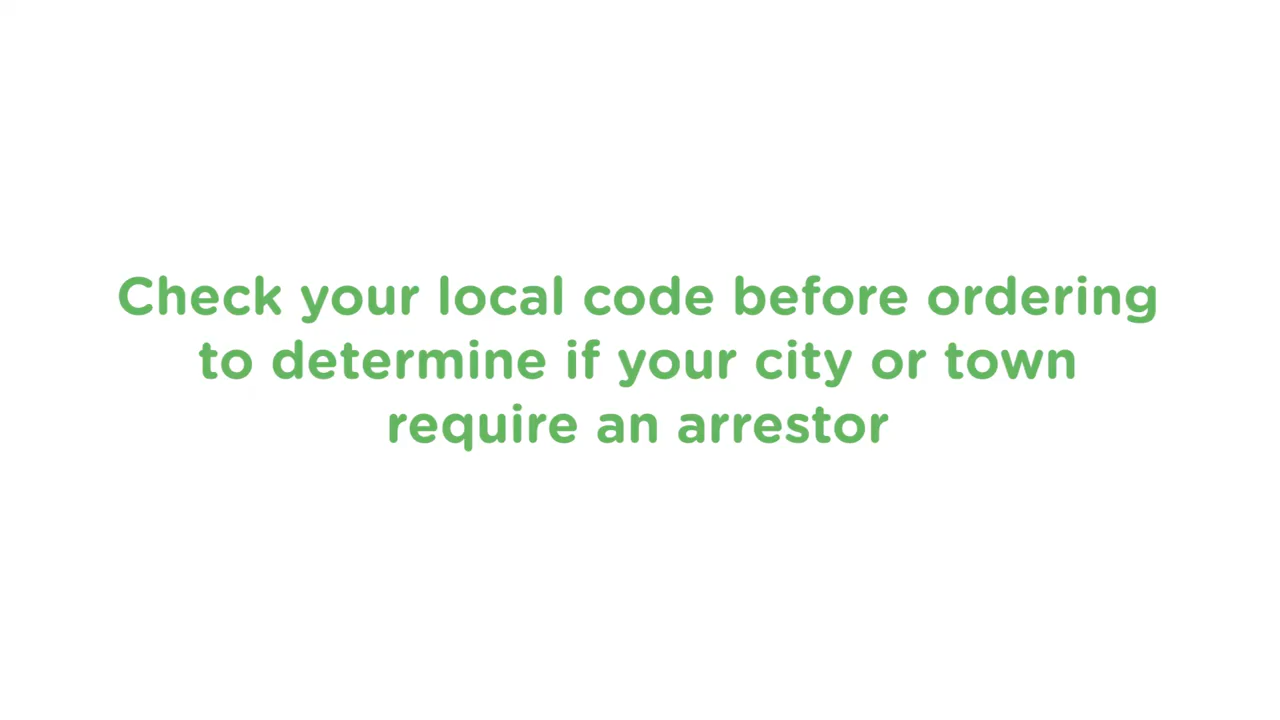 Check your local code before ordering
to determine if your city or town
require an arrestor